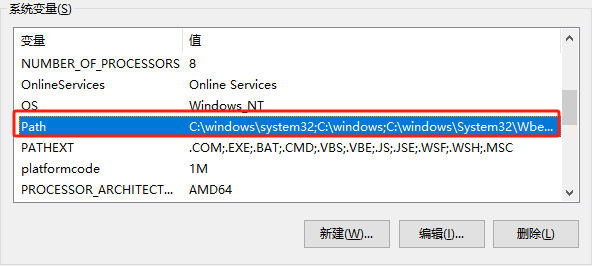 系统变量(S)
变量 值
NUMBER_OF_PROCESSORS 8
OnlineServices Online Services
OS Windows_NT
Path C:\windows\system32;C:\windows;C:\windows\System32\Wbe...
PATHEXT .COM;.EXE;.BAT;.CMD;.VBS;.VBE;.JS;.JSE;.WSF;.WSH;.MSC
platformcode 1M
PROCESSOR_ARCHITECT... AMD64
新建(W)... 编辑(I)... 删除(L)